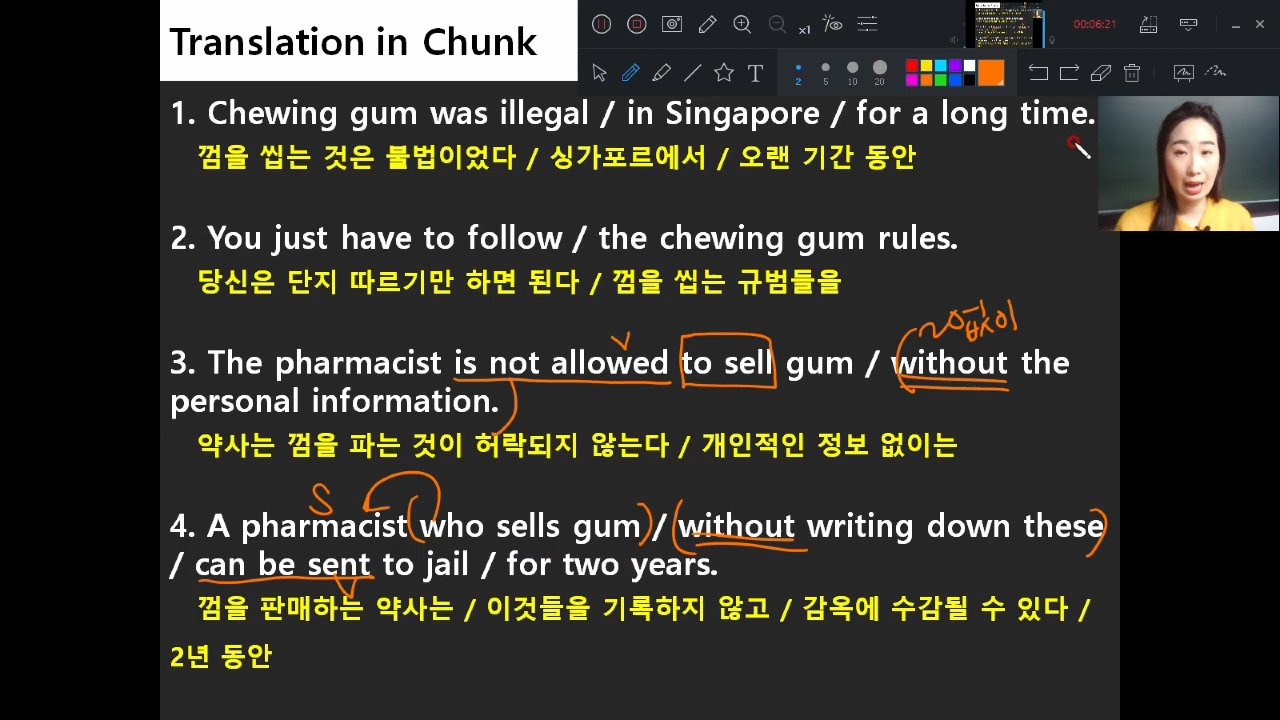 Translation in Chunk
x1
00:06:21
T
2
5
10
20
1. Chewing gum was illegal / in Singapore / for a long time.
껌을 씹는 것은 불법이었다 / 싱가포르에서 / 오랜 기간 동안
2. You just have to follow / the chewing gum rules.
당신은 단지 따르기만 하면 된다 / 껌을 씹는 규범들을
~없이
3. The pharmacist is not allowed to sell gum / without the
personal information.
약사는 껌을 파는 것이 허락되지 않는다 / 개인적인 정보 없이는
S
4. A pharmacist who sells gum / without writing down these
/ can be sent to jail / for two years.
V
껌을 판매하는 약사는 / 이것들을 기록하지 않고 / 감옥에 수감될 수 있다 /
2년 동안